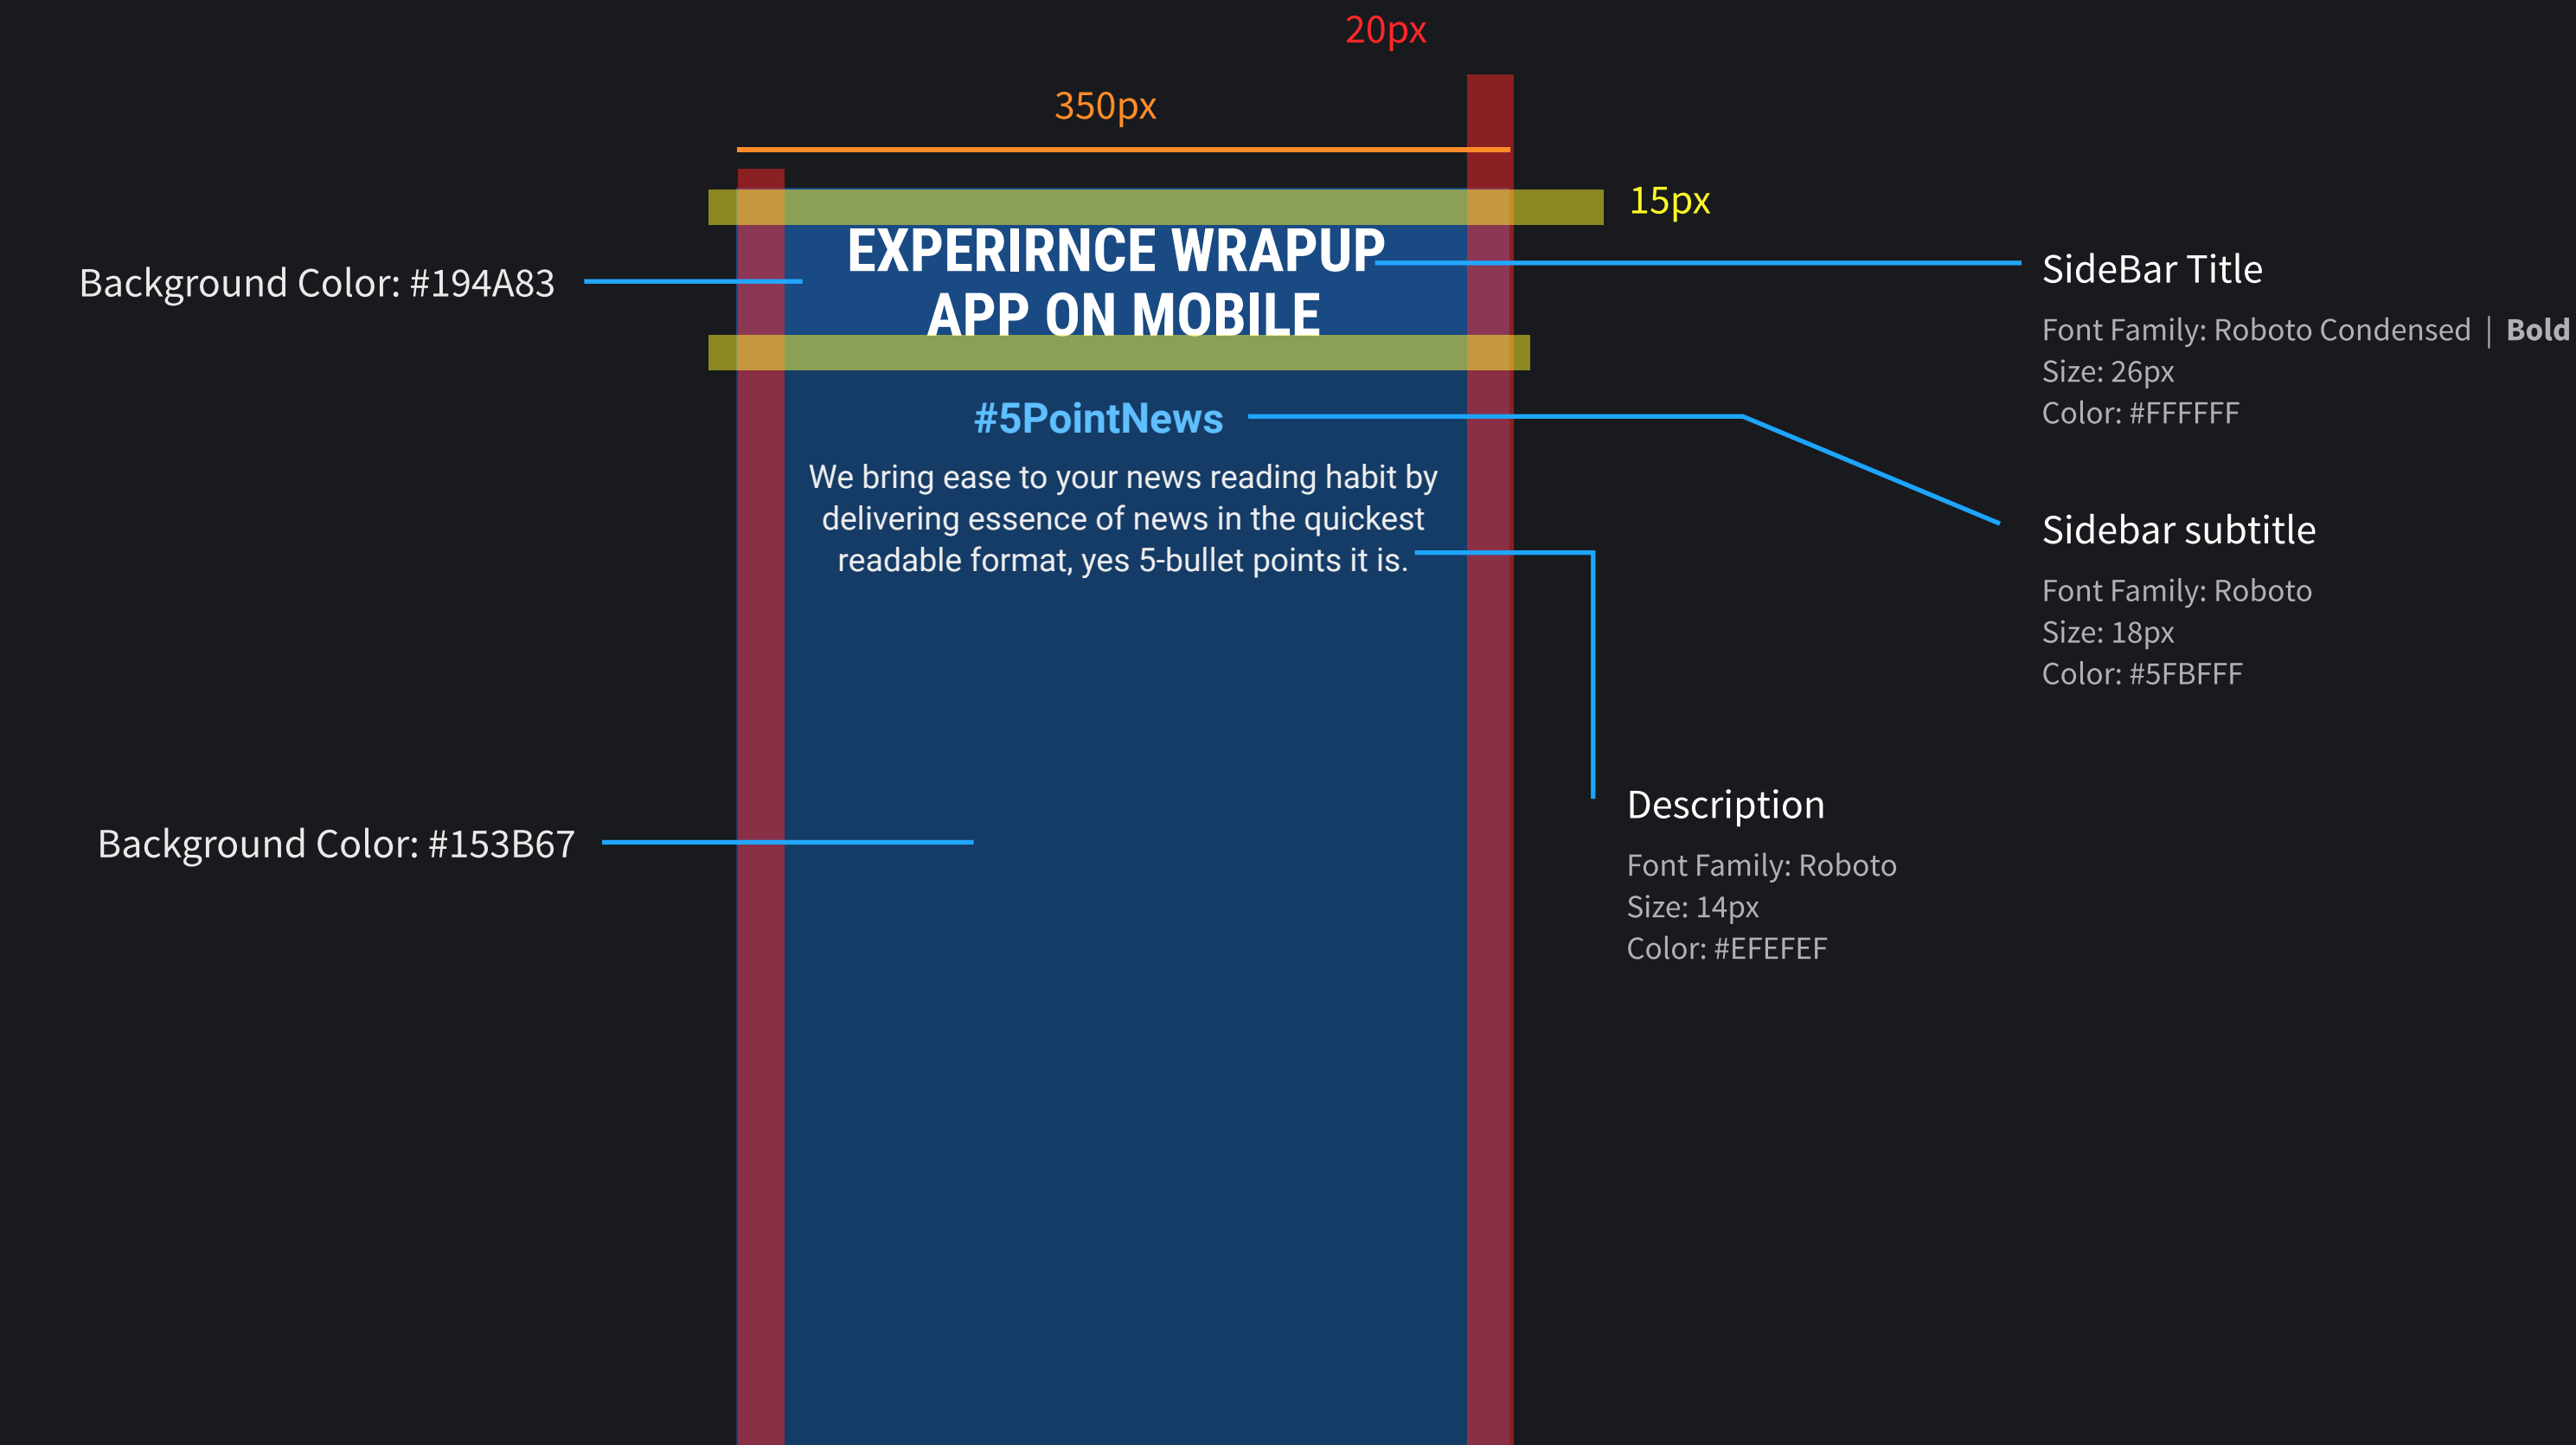 20px
350px
15px
EXPERIRNCE WRAPUP
APP ON MOBILE
Background Color: #194A83
SideBar Title
Font Family: Roboto Condensed | Bold
Size: 26px
Color: #FFFFFF
#5PointNews
We bring ease to your news reading habit by
delivering essence of news in the quickest
readable format, yes 5-bullet points it is.
Sidebar subtitle
Font Family: Roboto
Size: 18px
Color: #5FBFFF
Background Color: #153B67
Description
Font Family: Roboto
Size: 14px
Color: #EFEFEF